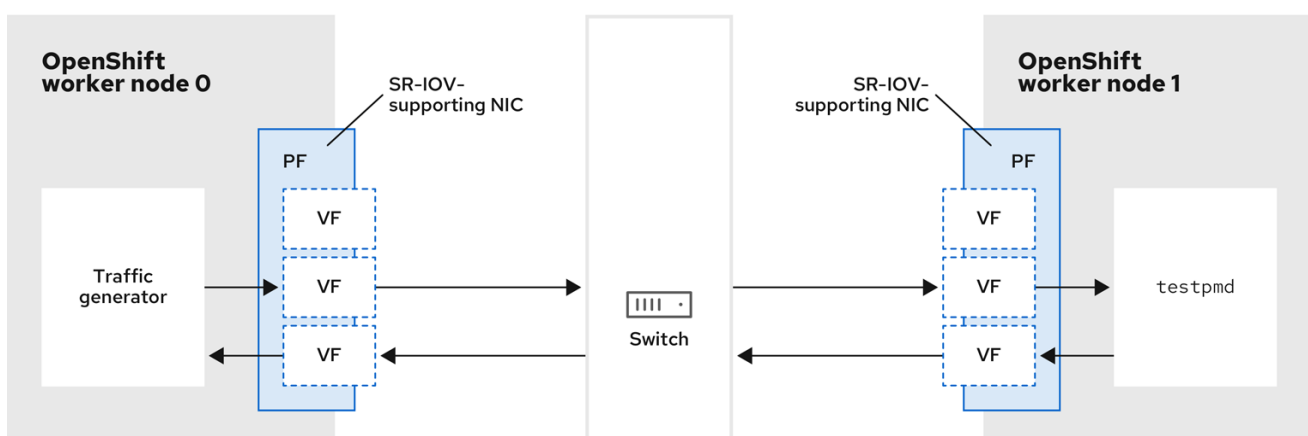 OpenShift
worker node 0
SR-IOV-
supporting NIC
PF
VF
VF
VF
Traffic
generator
Switch
SR-IOV-
supporting NIC
OpenShift
worker node 1
PF
VF
VF
VF
testpmd